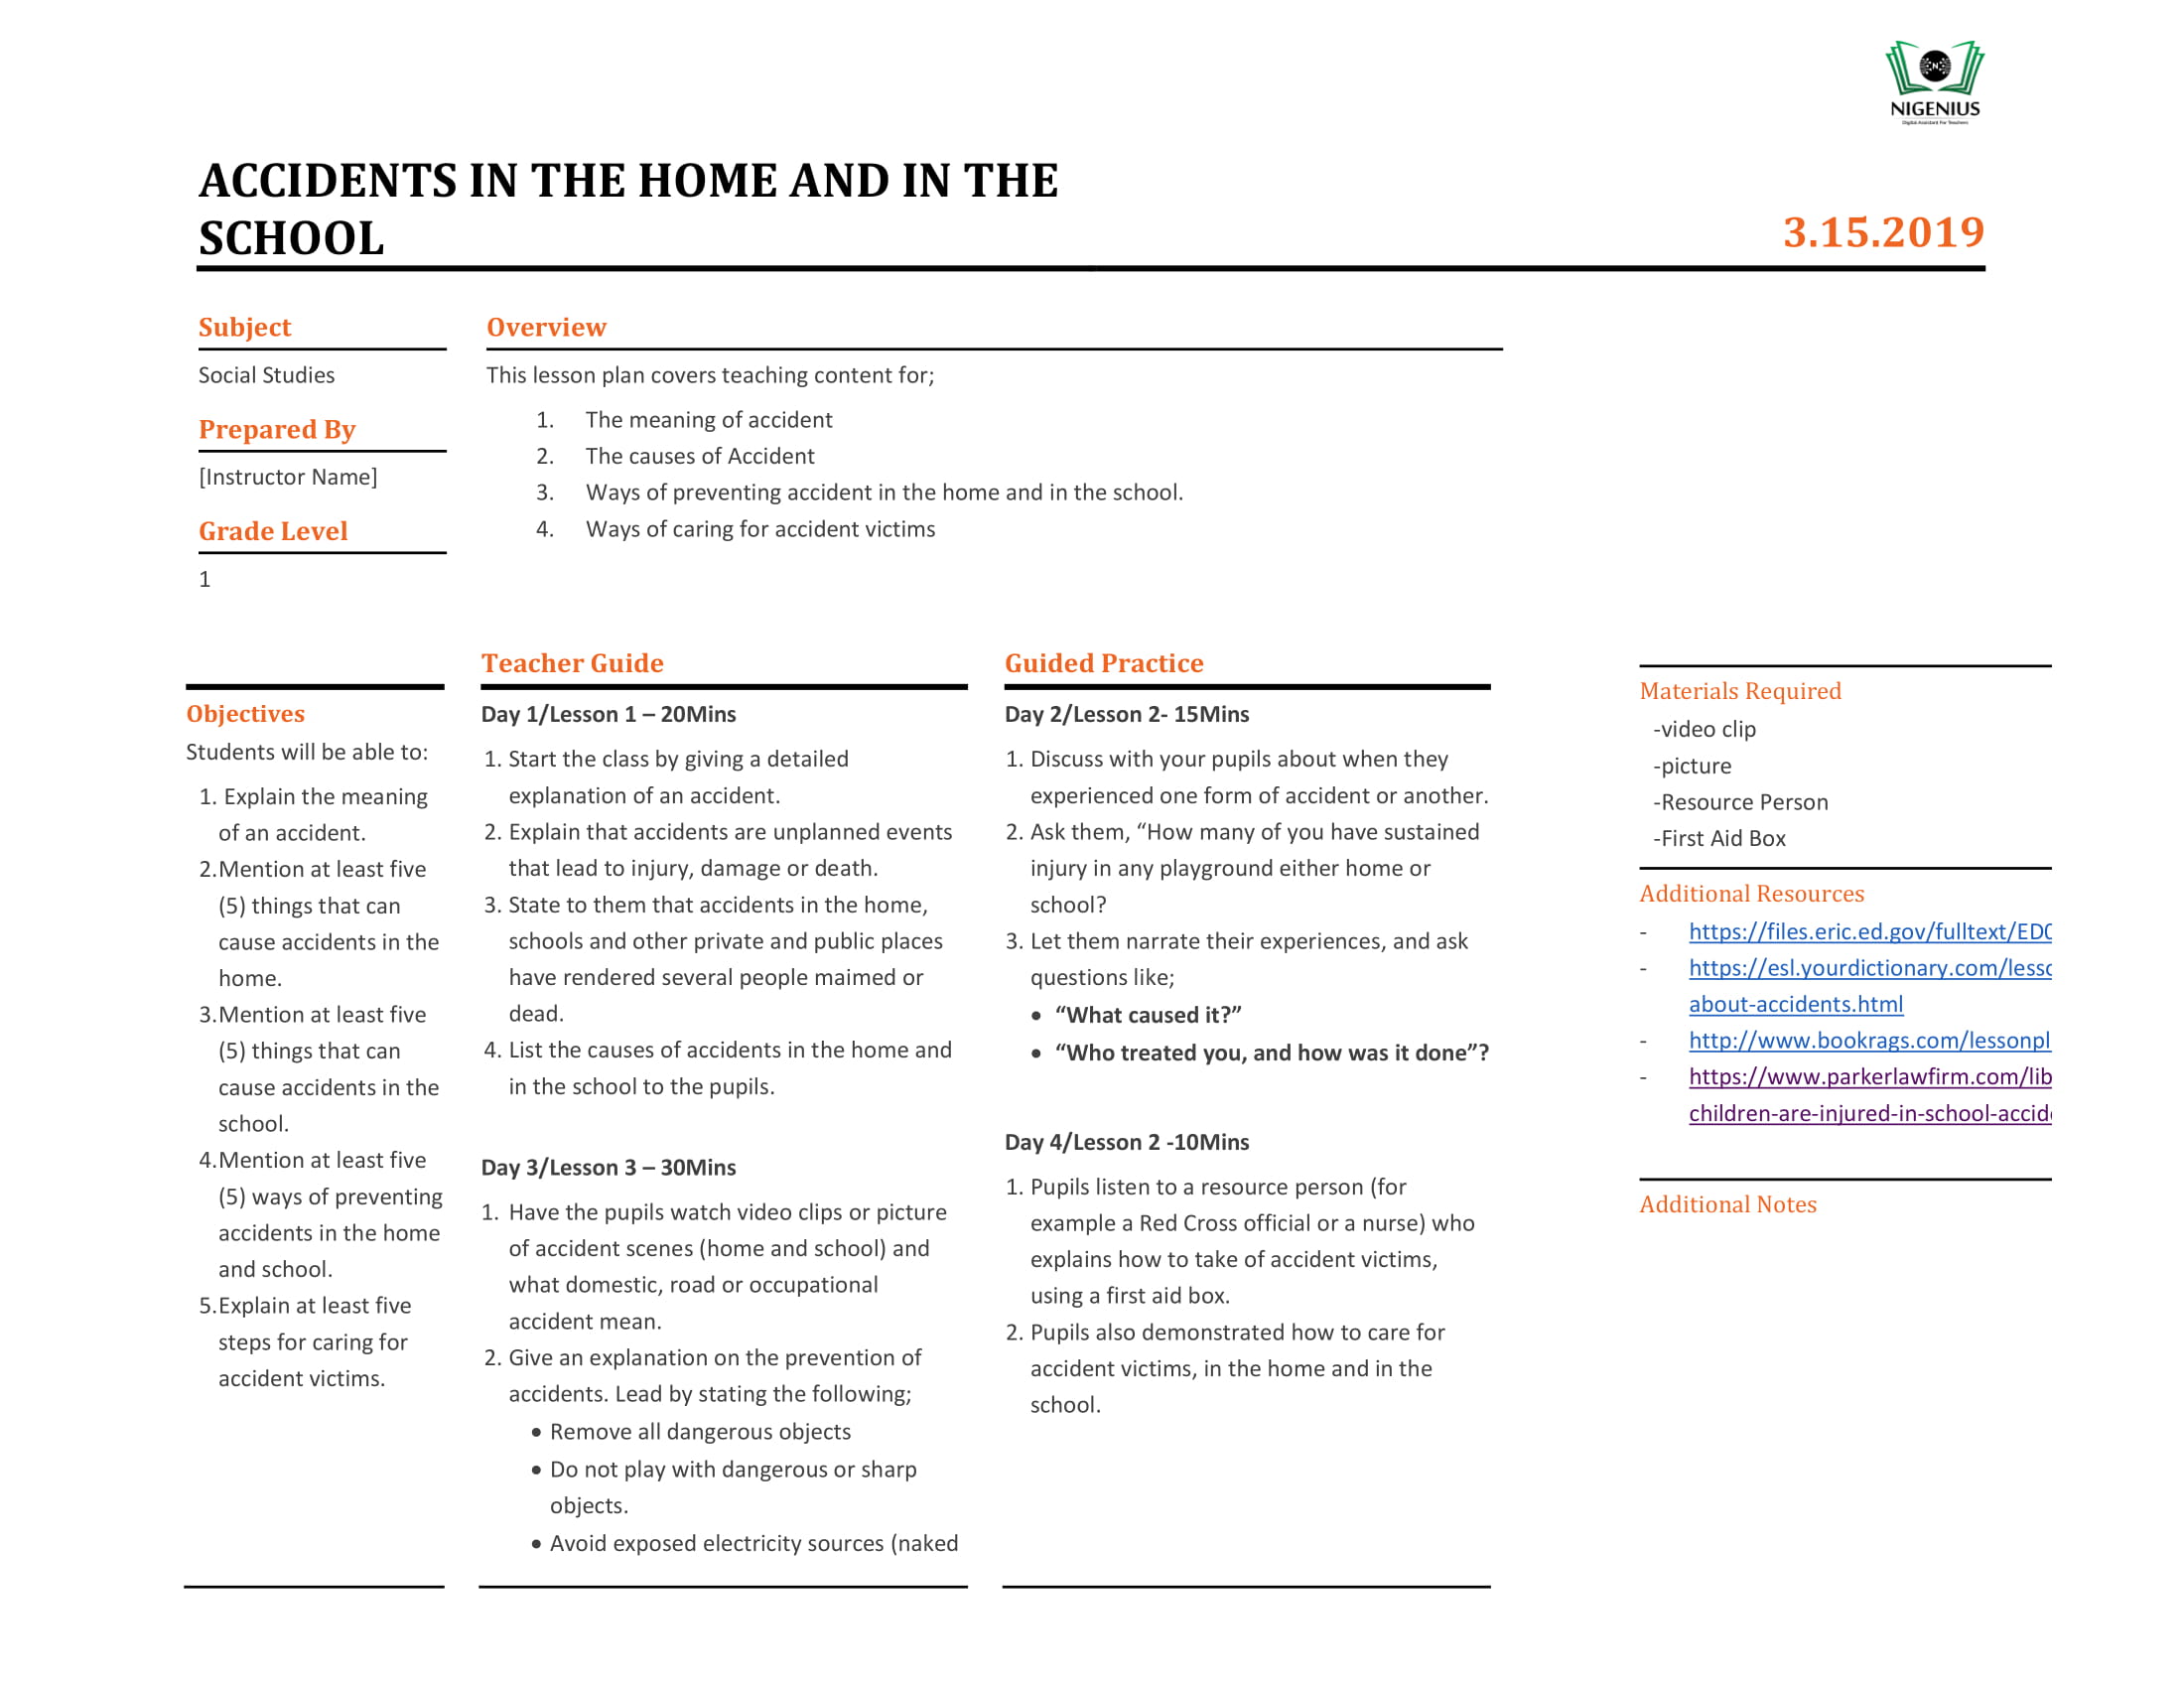 NIGENIUS
Digital Assistant For Teachers
ACCIDENTS IN THE HOME AND IN THE
SCHOOL
3.15.2019
Subject
Social Studies
Prepared By
[Instructor Name]
Grade Level
1
Overview
This lesson plan covers teaching content for;
1. The meaning of accident
2. The causes of Accident
3. Ways of preventing accident in the home and in the school.
4. Ways of caring for accident victims
Objectives
Students will be able to:
1. Explain the meaning
of an accident.
2.Mention at least five
(5) things that can
cause accidents in the
home.
3.Mention at least five
(5) things that can
cause accidents in the
school.
4.Mention at least five
(5) ways of preventing
accidents in the home
and school.
5.Explain at least five
steps for caring for
accident victims.
Teacher Guide
Day 1/Lesson 1 – 20Mins
1. Start the class by giving a detailed
explanation of an accident.
2. Explain that accidents are unplanned events
that lead to injury, damage or death.
3. State to them that accidents in the home,
schools and other private and public places
have rendered several people maimed or
dead.
4. List the causes of accidents in the home and
in the school to the pupils.
Day 3/Lesson 3 – 30Mins
1. Have the pupils watch video clips or picture
of accident scenes (home and school) and
what domestic, road or occupational
accident mean.
2. Give an explanation on the prevention of
accidents. Lead by stating the following;
• Remove all dangerous objects
• Do not play with dangerous or sharp
objects.
• Avoid exposed electricity sources (naked
Guided Practice
Day 2/Lesson 2- 15Mins
1. Discuss with your pupils about when they
experienced one form of accident or another.
2. Ask them, “How many of you have sustained
injury in any playground either home or
school?
3. Let them narrate their experiences, and ask
questions like;
• “What caused it?”
• “Who treated you, and how was it done”?
Day 4/Lesson 2 -10Mins
1. Pupils listen to a resource person (for
example a Red Cross official or a nurse) who
explains how to take of accident victims,
using a first aid box.
2. Pupils also demonstrated how to care for
accident victims, in the home and in the
school.
Materials Required
-video clip
-picture
-Resource Person
-First Aid Box
Additional Resources
- https://files.eric.ed.gov/fulltext/ED0
- https://esl.yourdictionary.com/lesso
about-accidents.html
- http://www.bookrags.com/lessonpl
- https://www.parkerlawfirm.com/lib
children-are-injured-in-school-accid
Additional Notes